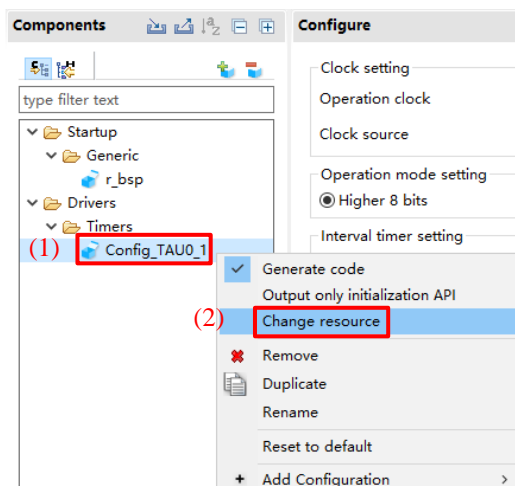 Components
Configure
type filter text
Startup
Generic
r_bsp
Drivers
Timers
(1)
Config_TAU0_1
Clock setting
Operation clock
Clock source
Operation mode setting
Higher 8 bits
Interval timer setting
Generate code
Output only initialization API
(2)
Change resource
Remove
Duplicate
Rename
Reset to default
Add Configuration